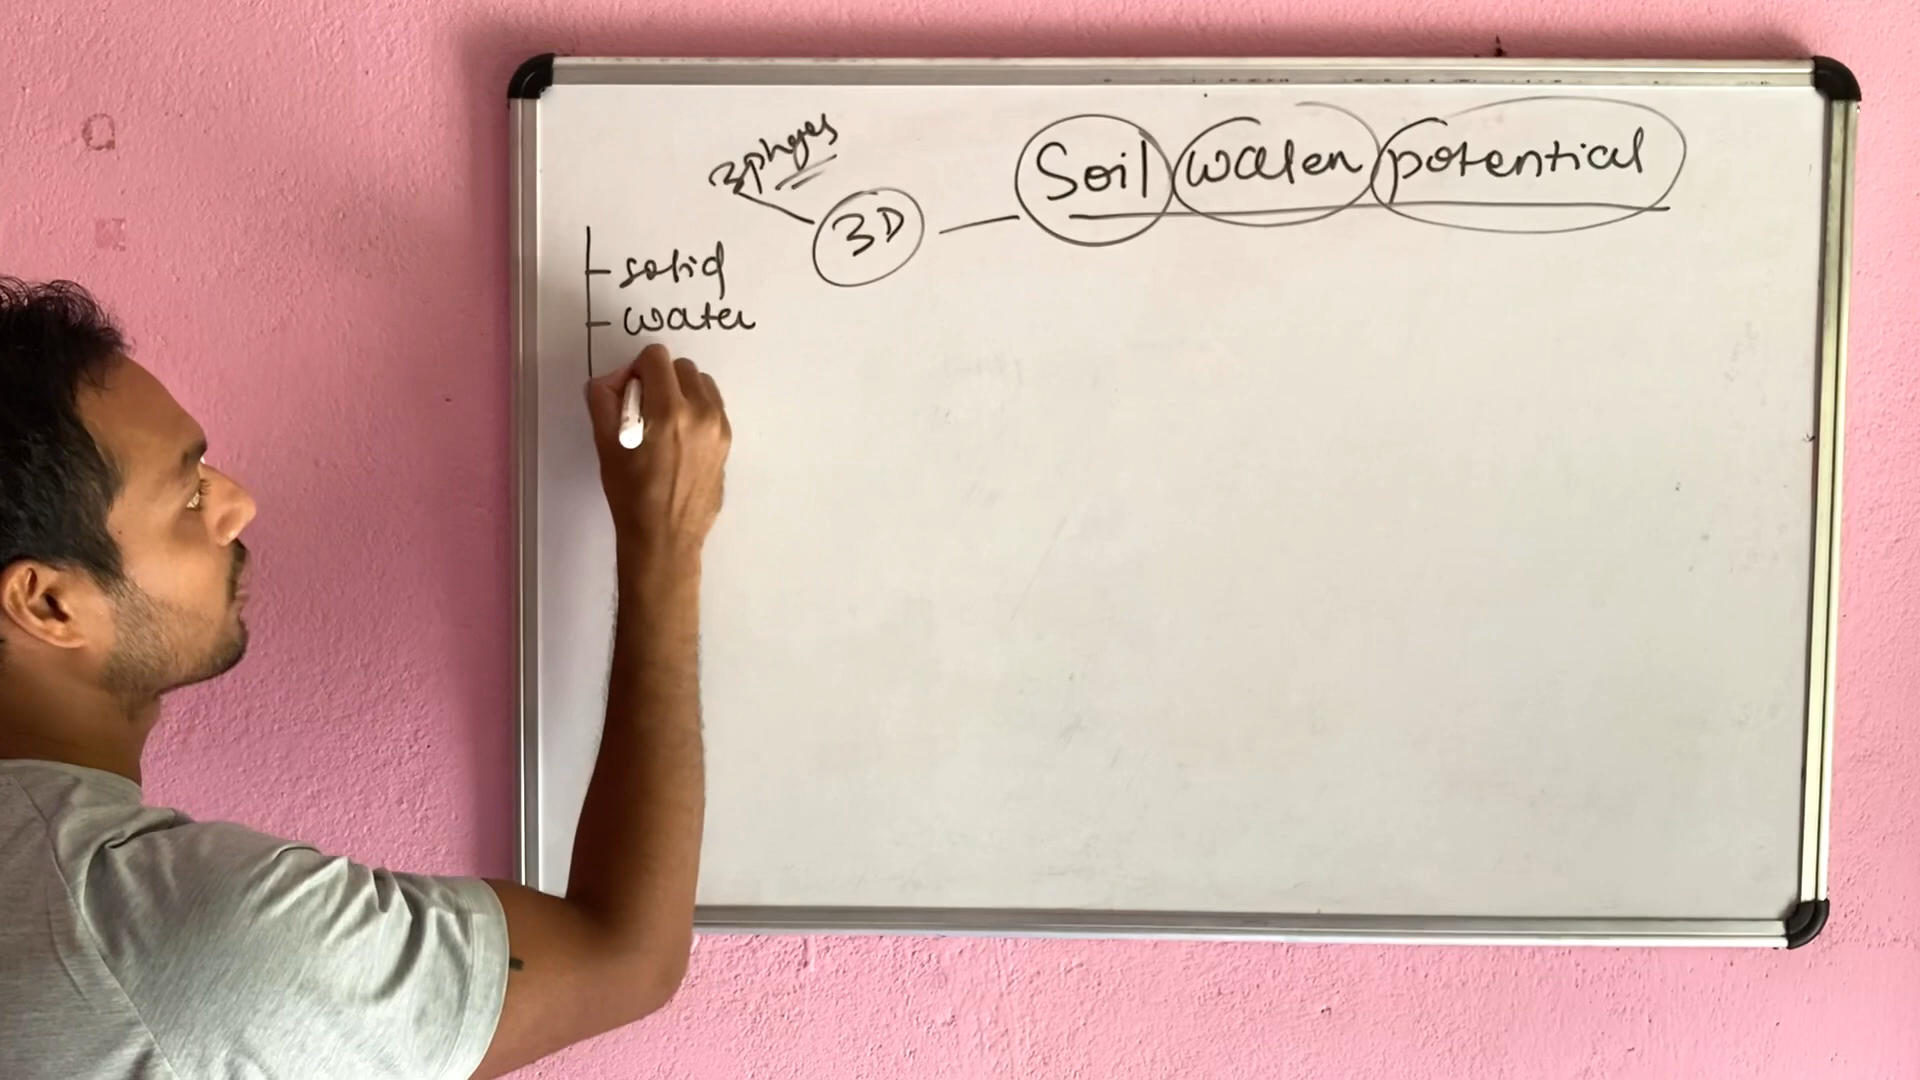 Soil water potential
3D
3 phases
solid
water